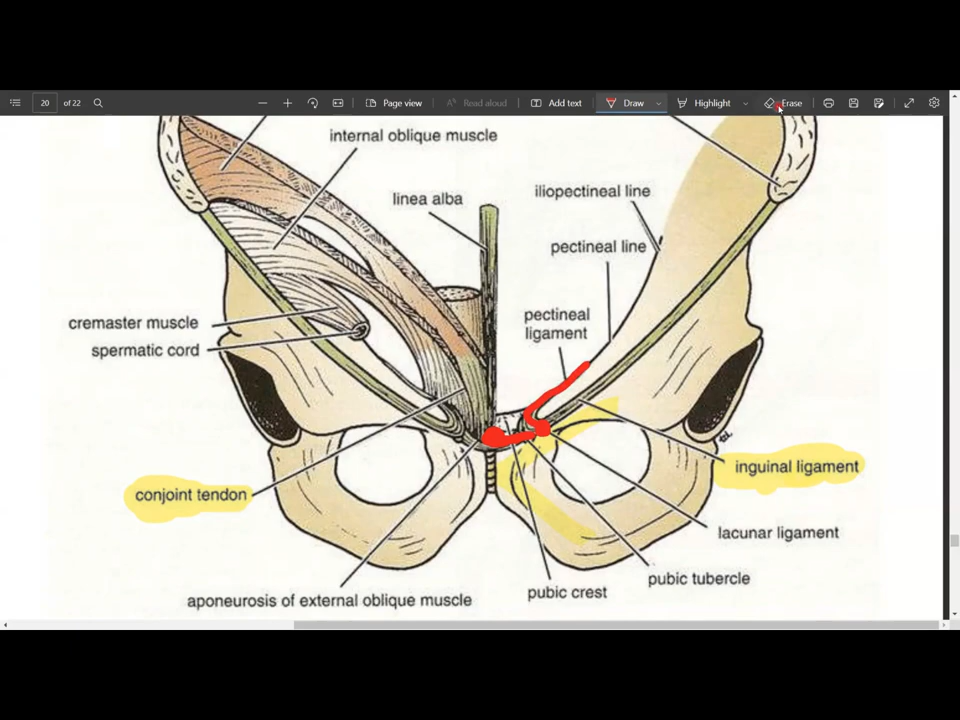 20 of 22 Page view Read aloud Add text Draw Highlight Erase
internal oblique muscle
linea alba
iliopectineal line
pectineal line
pectineal
ligament
cremaster muscle
spermatic cord
inguinal ligament
conjoint tendon
lacunar ligament
pubic tubercle
pubic crest
aponeurosis of external oblique muscle